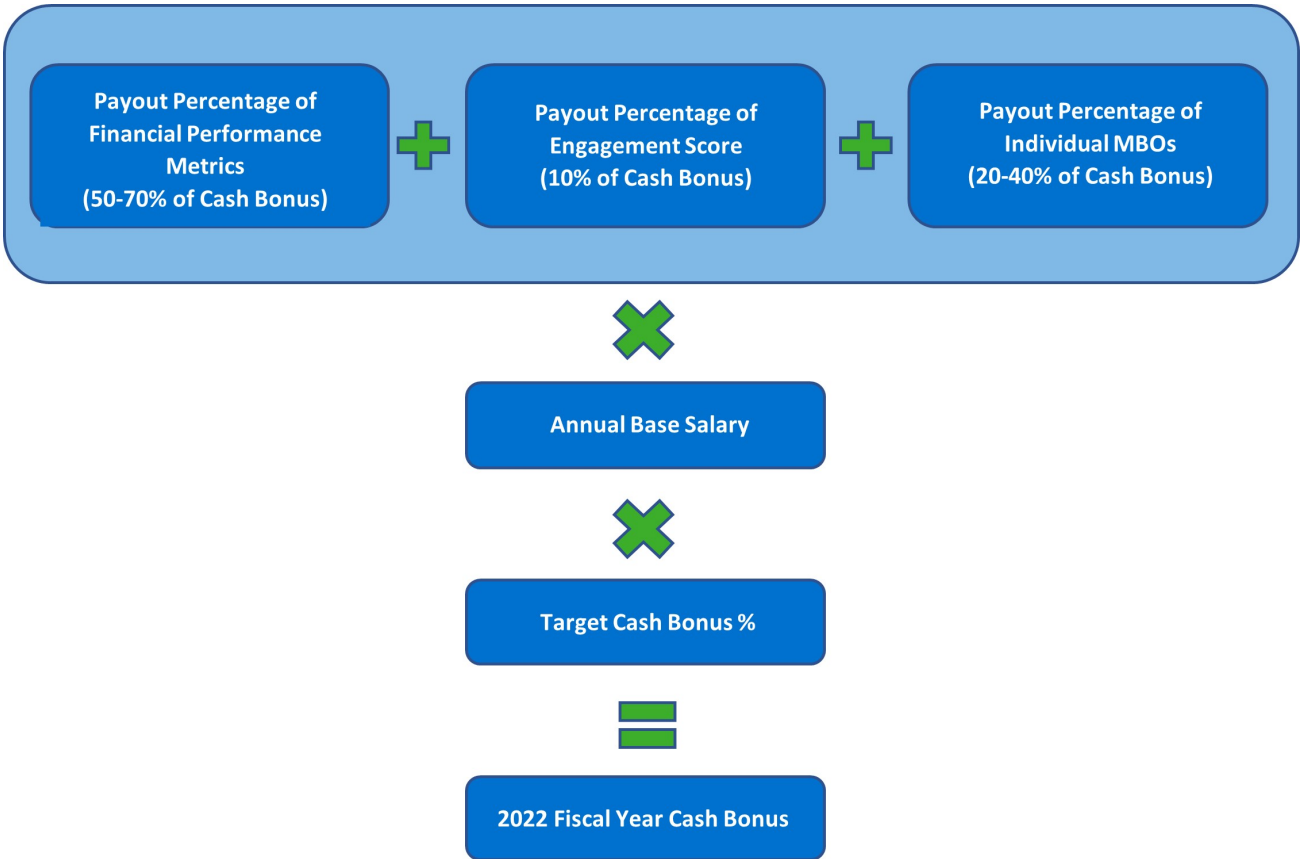 Payout Percentage of
Financial Performance
Metrics
(50-70% of Cash Bonus)
Payout Percentage of
Engagement Score
(10% of Cash Bonus)
Payout Percentage of
Individual MBOs
(20-40% of Cash Bonus)
Annual Base Salary
Target Cash Bonus %
2022 Fiscal Year Cash Bonus